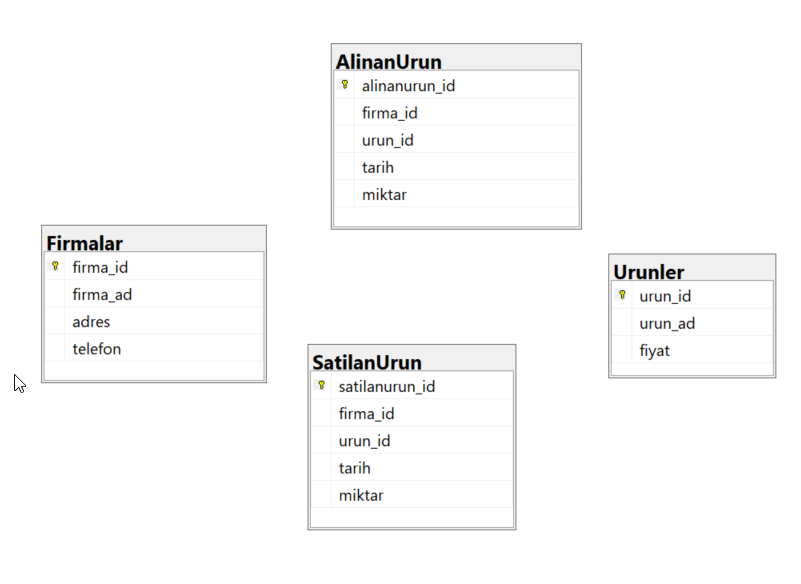 AlinanUrun
alinanurun_id
firma_id
urun_id
tarih
miktar
Firmalar
firma_id
firma_ad
adres
telefon
Urunler
urun_id
urun_ad
fiyat
SatilanUrun
satilanurun_id
firma_id
urun_id
tarih
miktar